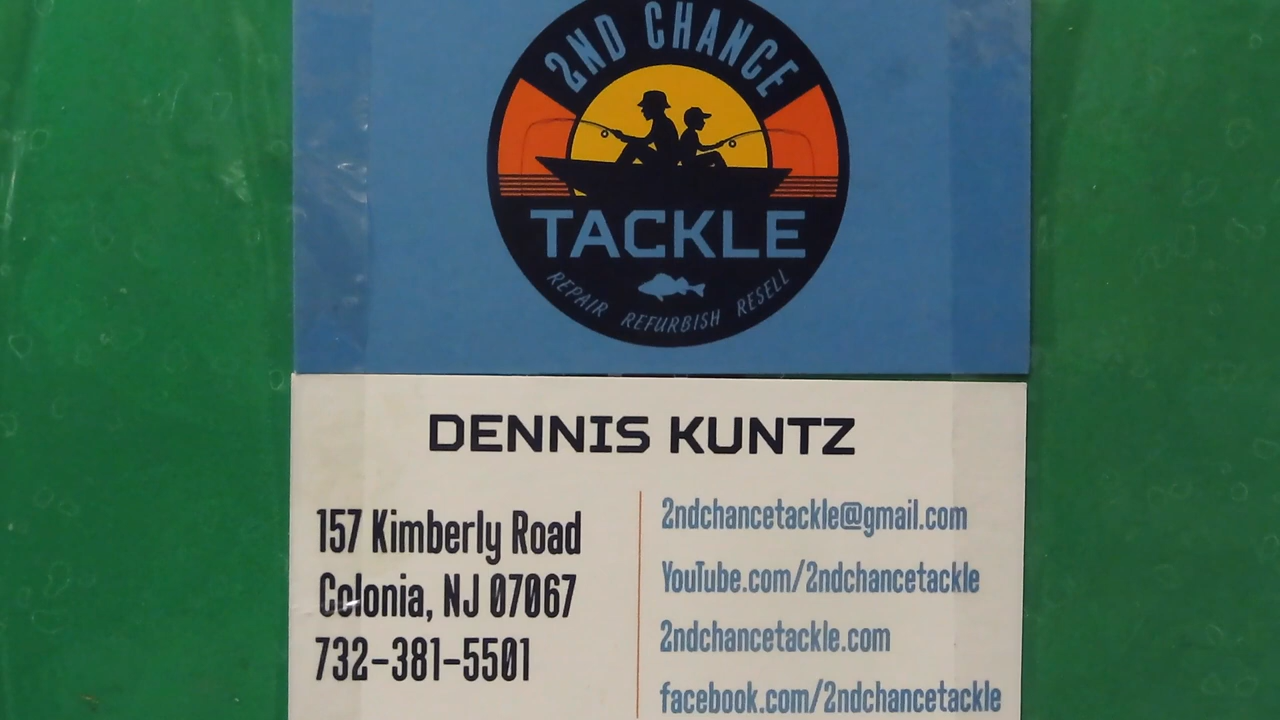 2ND CHANCE
TACKLE
REPAIR REFURBISH RESELL
DENNIS KUNTZ
157 Kimberly Road
Colonia, NJ 07067
732-381-5501
2ndchancetackle@gmail.com
YouTube.com/2ndchancetackle
2ndchancetackle.com
facebook.com/2ndchancetackle